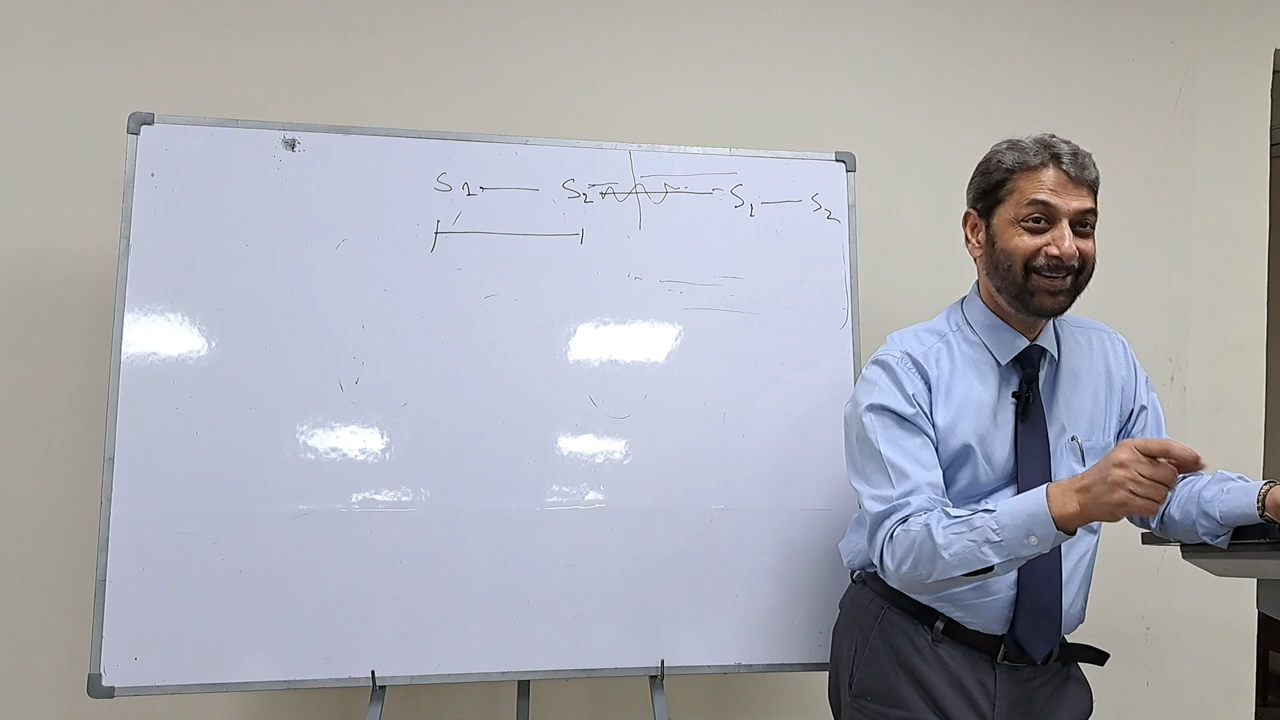 S₁ — S₂ S₁ — S₂